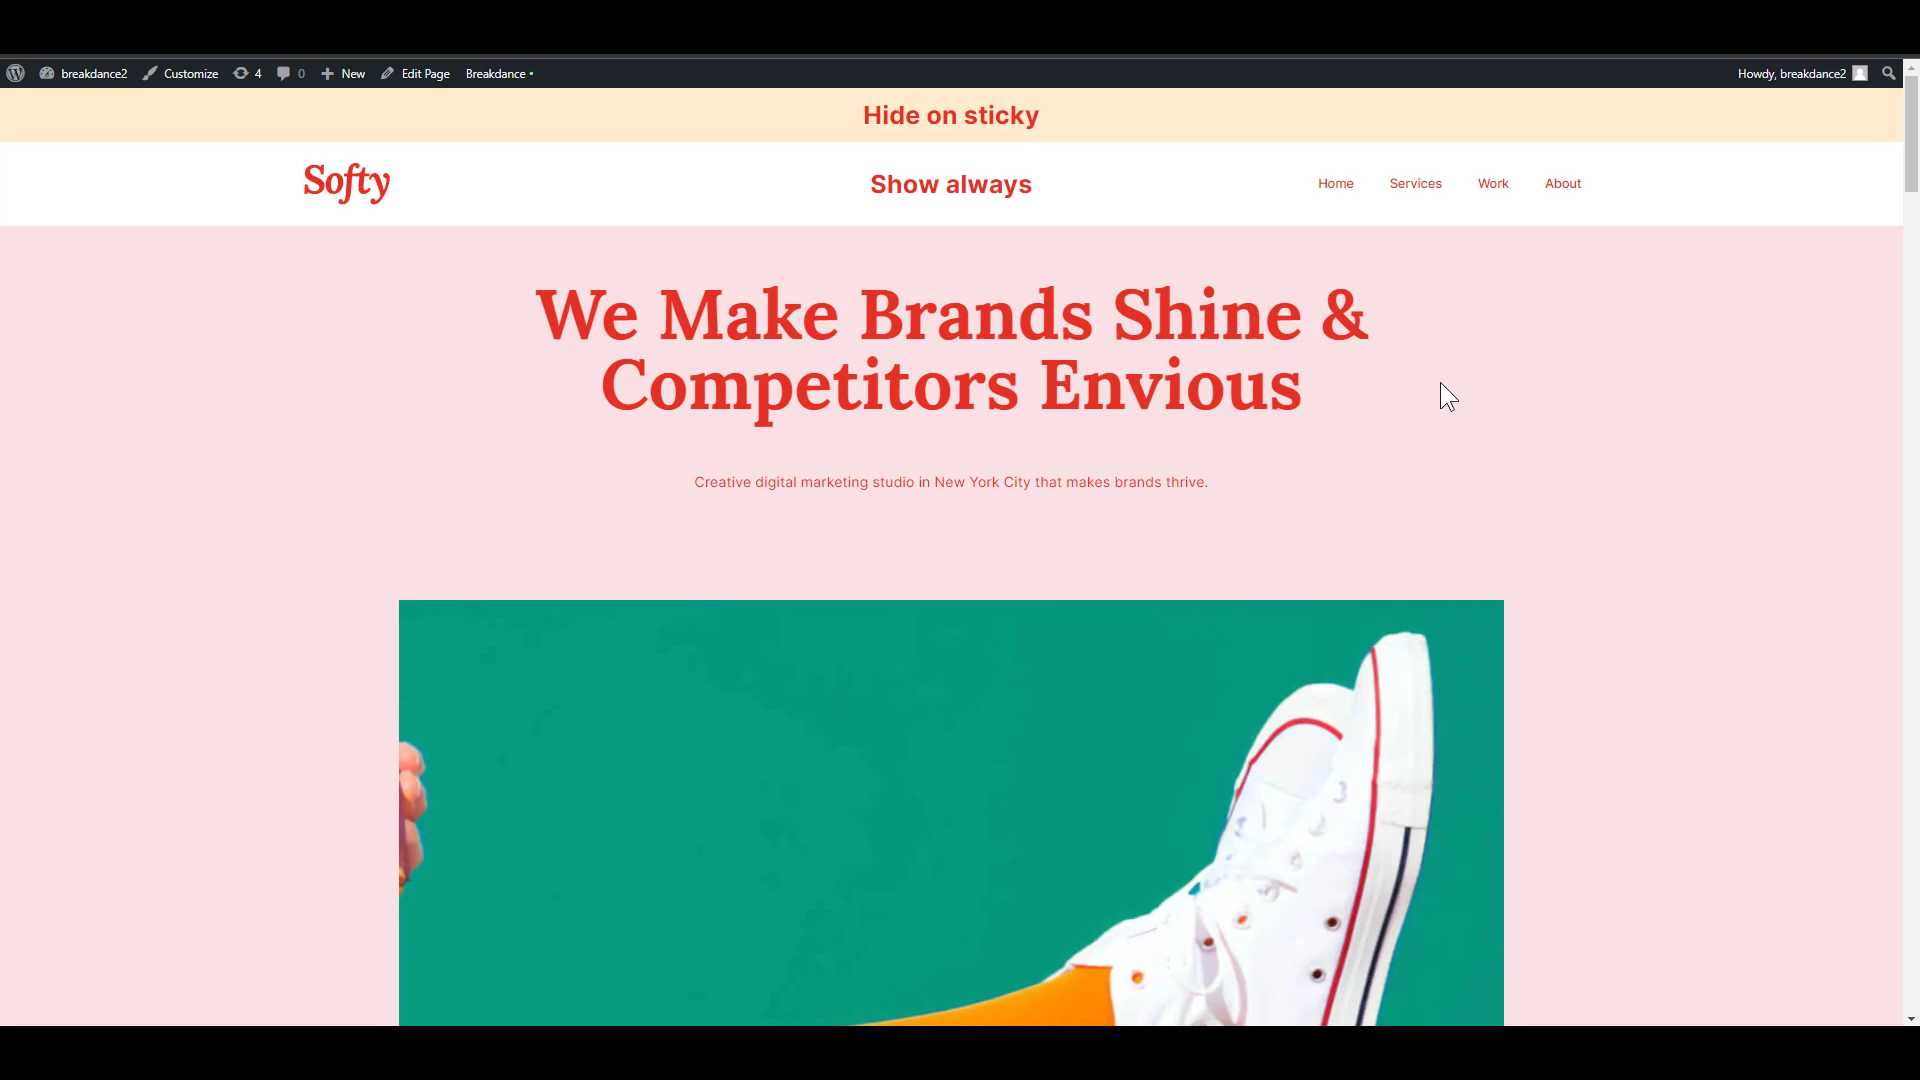 breakdance2 Customize 4 0 New Edit Page Breakdance Howdy, breakdance2
Hide on sticky
Softy Show always Home Services Work About
We Make Brands Shine &
Competitors Envious
Creative digital marketing studio in New York City that makes brands thrive.